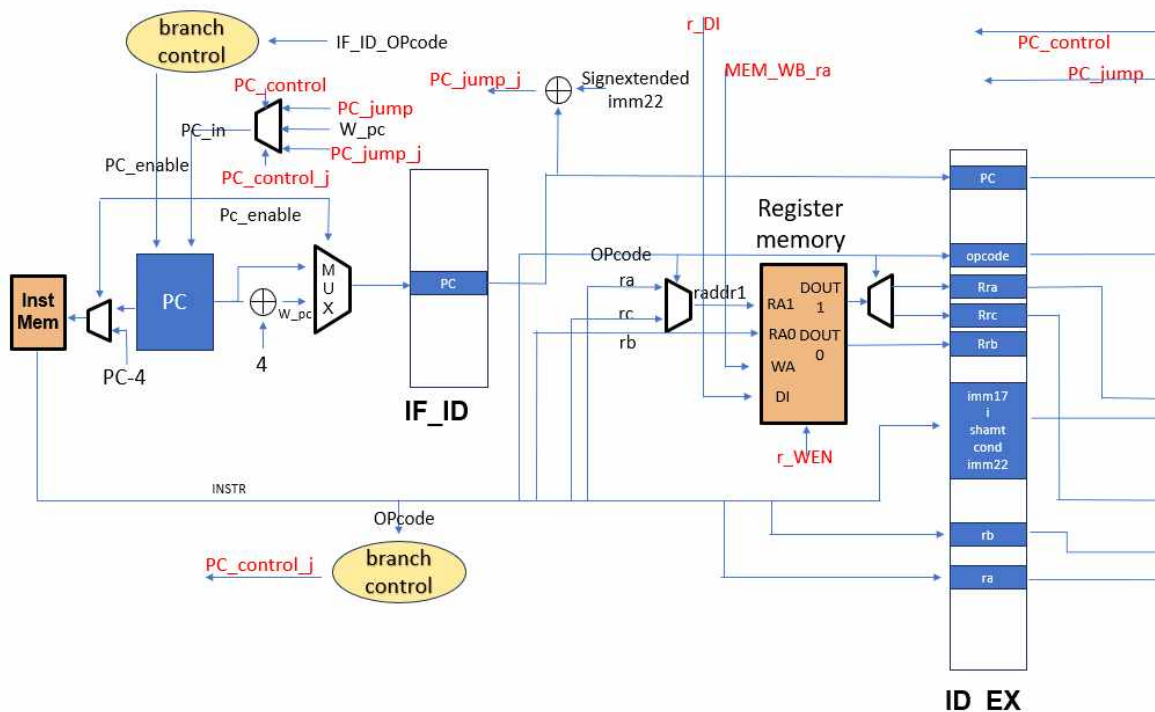 branch
control
IF_ID_OPcode
PC_control
PC_jump
W_pc
PC_jump_j
PC_control_j
PC_in
PC_enable
Pc_enable
Inst
Mem
PC
PC-4
W_pc
4
M
U
X
PC
IF_ID
PC_jump_j
Signextended
imm22
r_DI
MEM_WB_ra
PC_control
PC_jump
Register
memory
OPcode
ra
rc
rb
raddr1
RA1
RA0
WA
DI
DOUT
1
DOUT
0
r_WEN
PC
opcode
Rra
Rrc
Rrb
imm17
i
shamt
cond
imm22
rb
ra
ID_EX
INSTR
OPcode
branch
control
PC_control_j